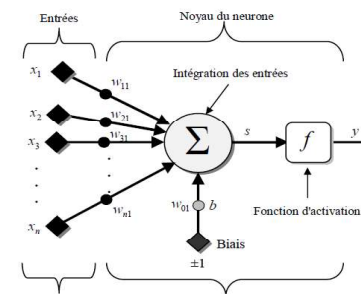 Entrées
Noyau du neurone
x₁
w₁₁
Intégration des entrées
x₂
w₂₁
x₃
w₃₁
Σ
s
f
y
.
.
.
.
.
.
w₀₁ b
Fonction d'activation
xₙ
wₙ₁
Biais
±1